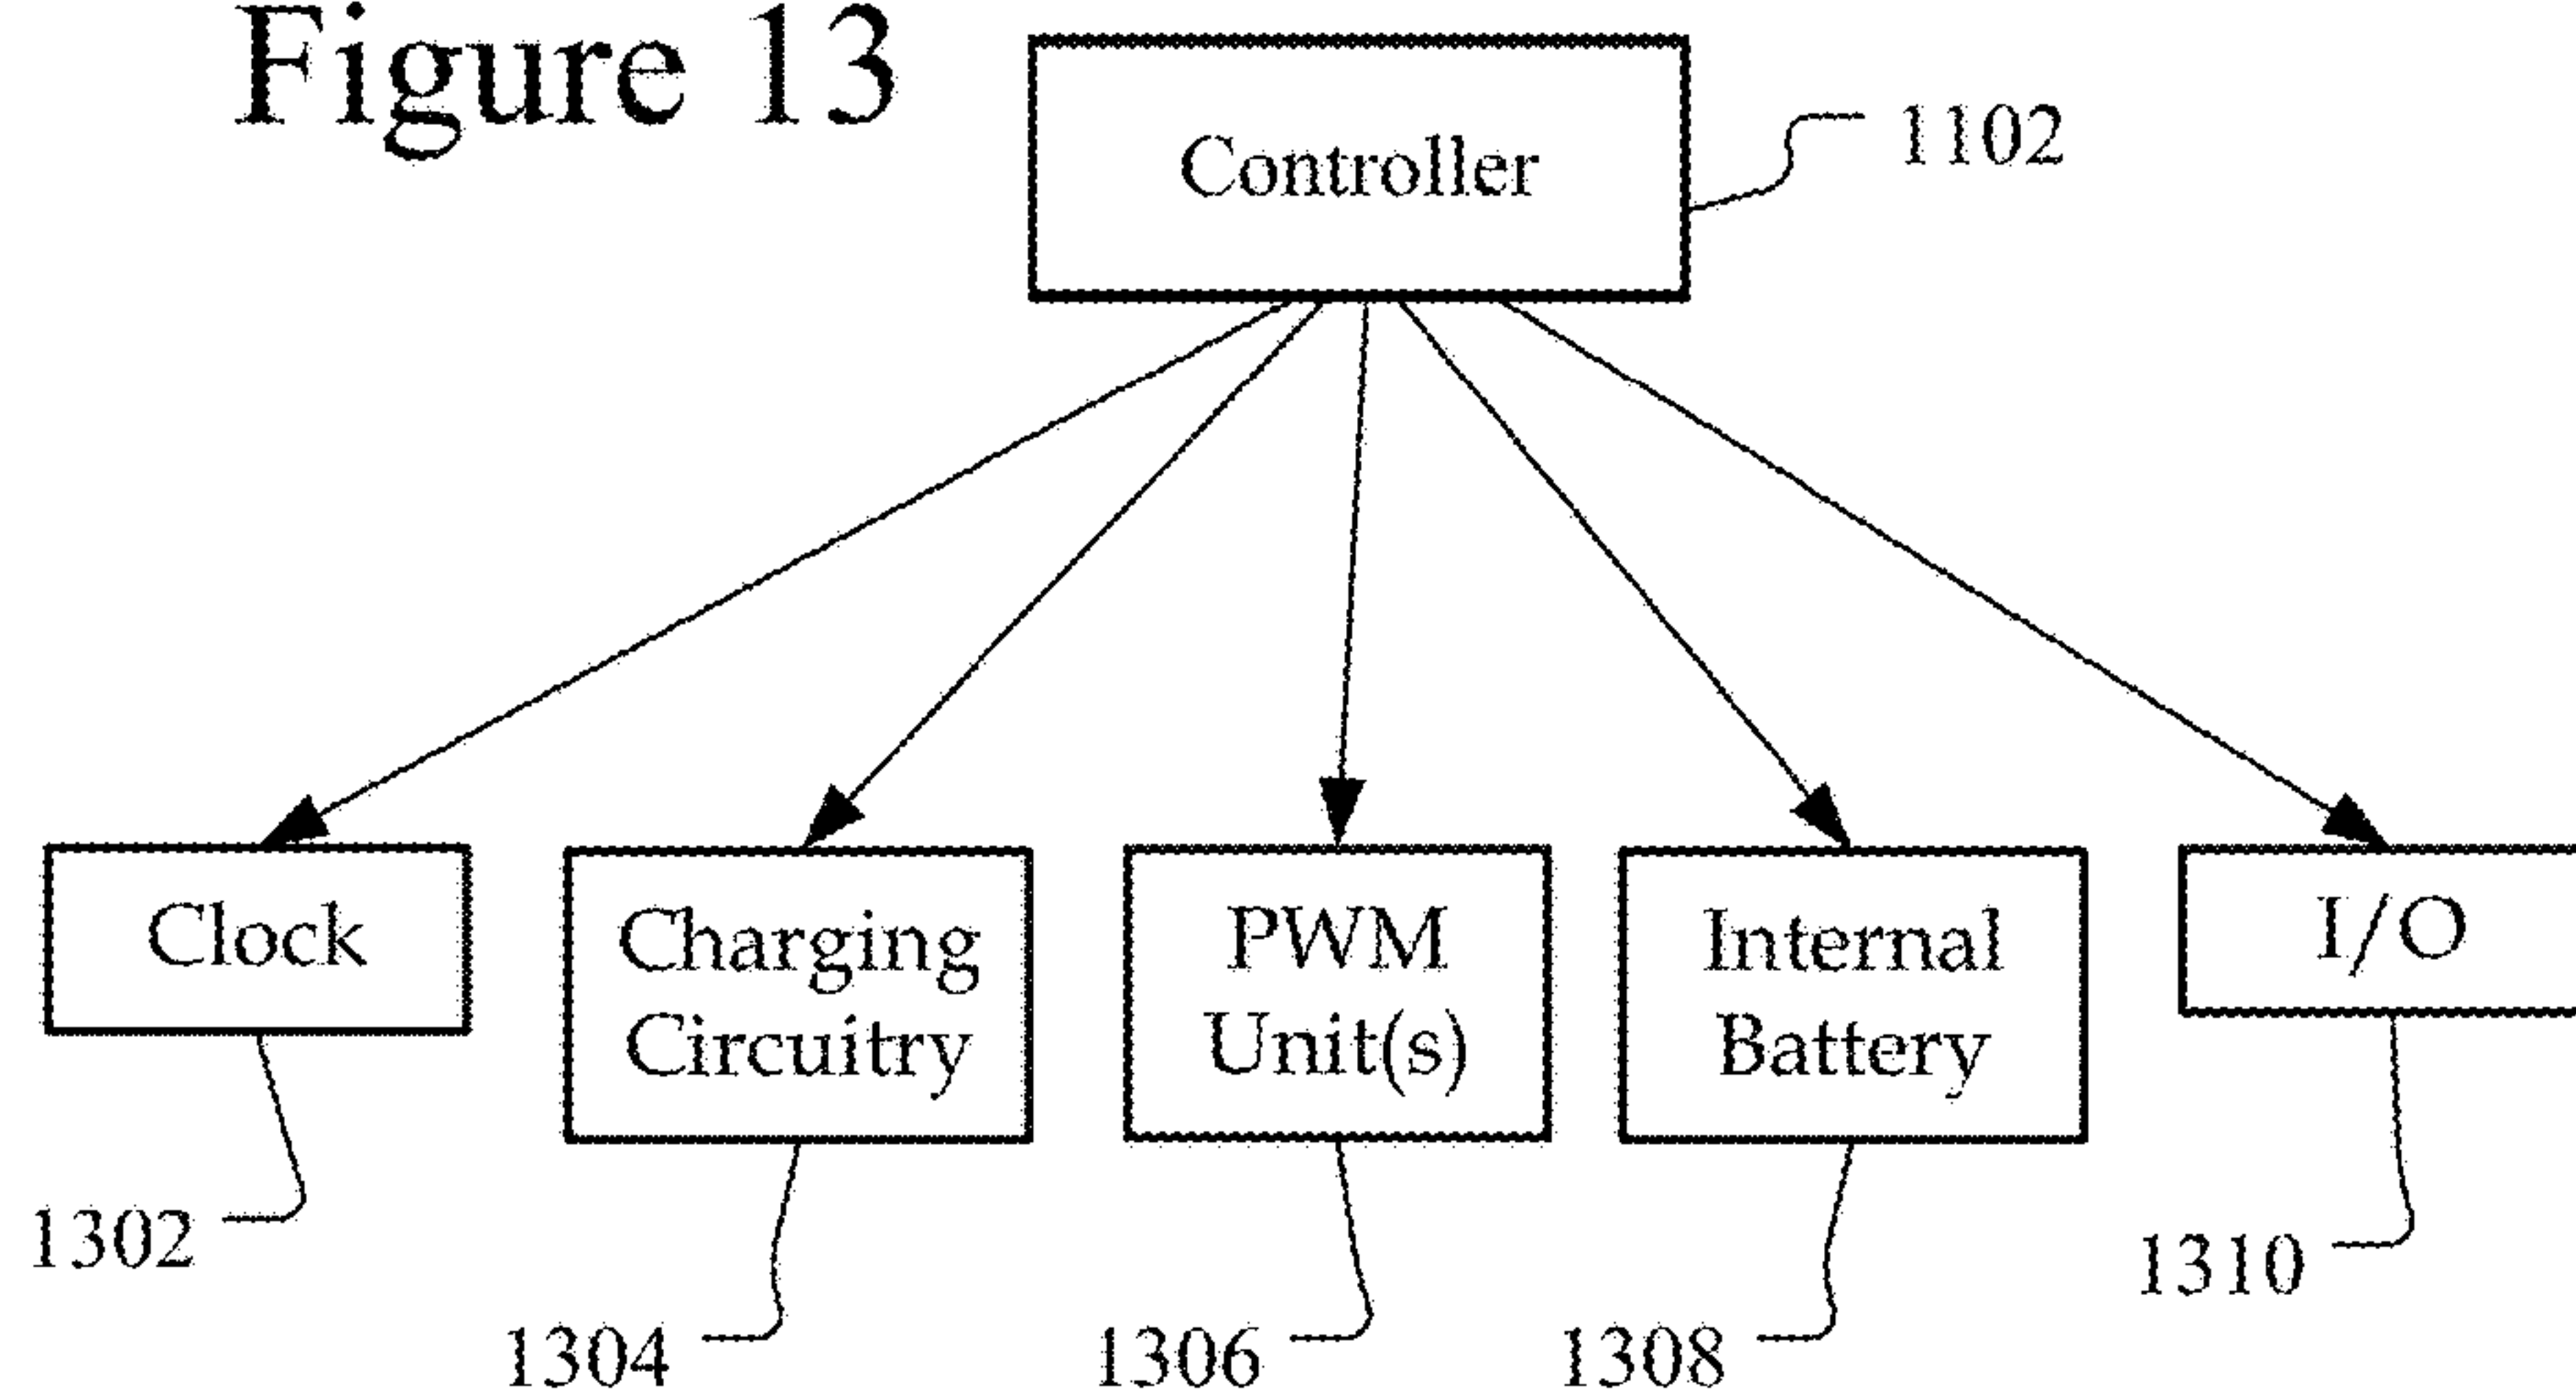 Figure 13
Controller
1102
Clock
Charging
Circuitry
PWM
Unit(s)
Internal
Battery
I/O
1302
1304
1306
1308
1310